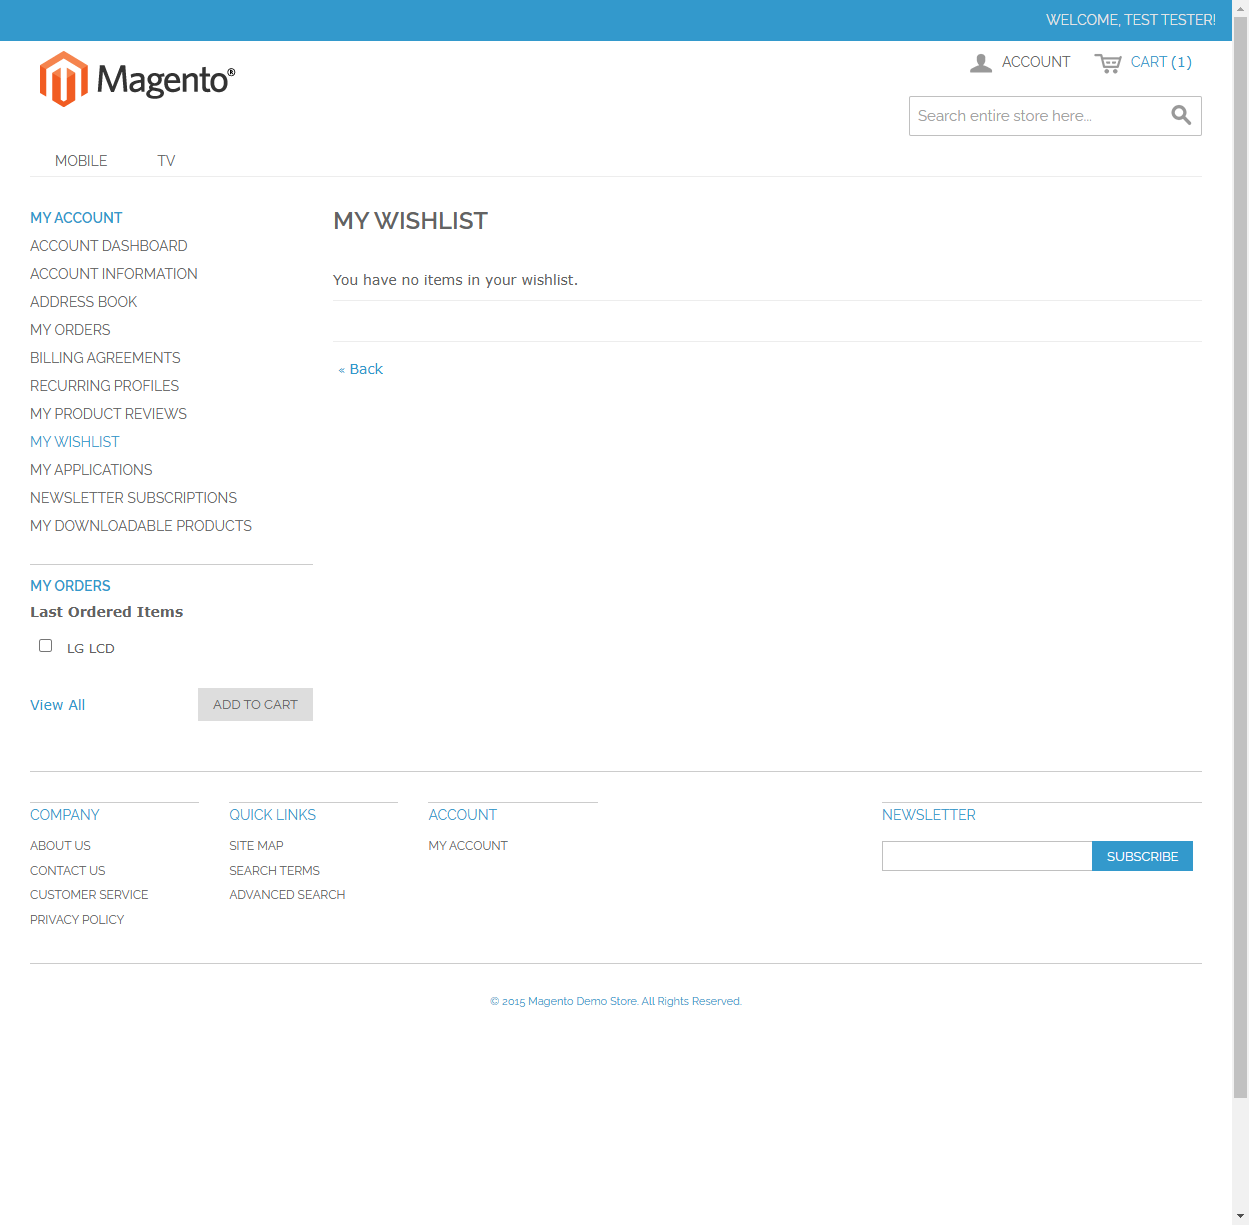 WELCOME, TEST TESTER!
Magento®
ACCOUNT
CART (1)
Search entire store here...
MOBILE
TV
MY ACCOUNT
ACCOUNT DASHBOARD
ACCOUNT INFORMATION
ADDRESS BOOK
MY ORDERS
BILLING AGREEMENTS
RECURRING PROFILES
MY PRODUCT REVIEWS
MY WISHLIST
MY APPLICATIONS
NEWSLETTER SUBSCRIPTIONS
MY DOWNLOADABLE PRODUCTS
MY WISHLIST
You have no items in your wishlist.
« Back
MY ORDERS
Last Ordered Items
LG LCD
View All
ADD TO CART
COMPANY
ABOUT US
CONTACT US
CUSTOMER SERVICE
PRIVACY POLICY
QUICK LINKS
SITE MAP
SEARCH TERMS
ADVANCED SEARCH
ACCOUNT
MY ACCOUNT
NEWSLETTER
SUBSCRIBE
© 2015 Magento Demo Store. All Rights Reserved.